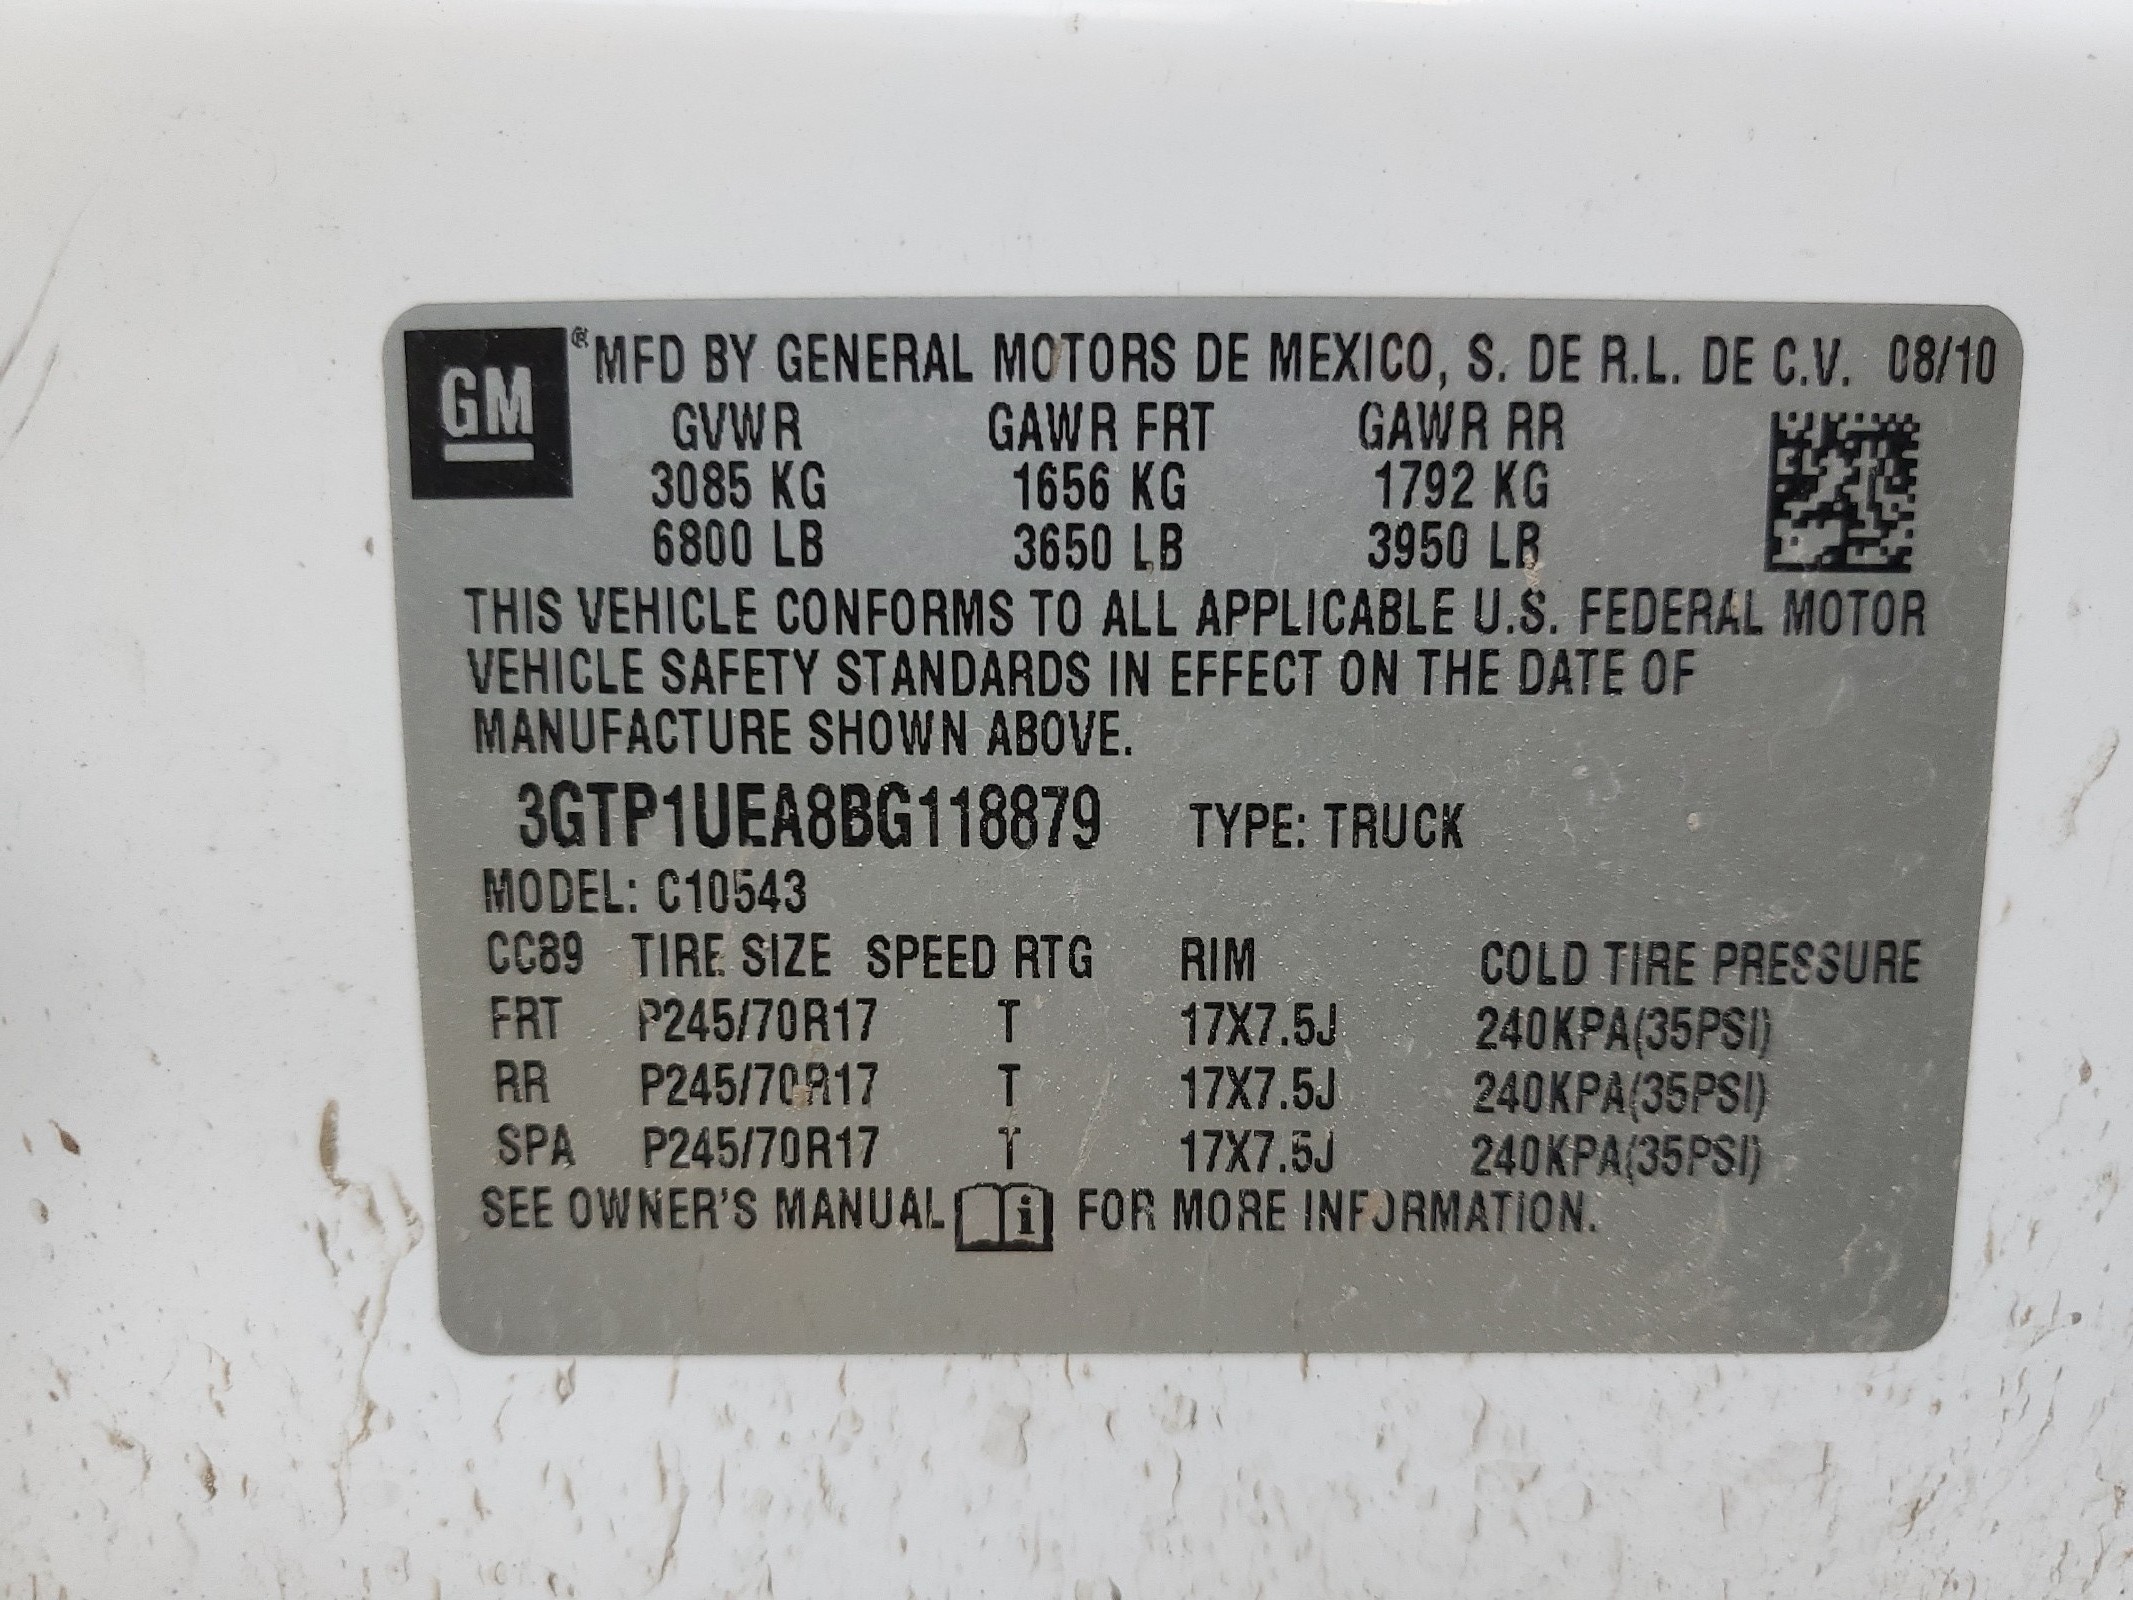 GM ® MFD BY GENERAL MOTORS DE MEXICO, S. DE R.L. DE C.V. 08/10
GVWR GAWR FRT GAWR RR
3085 KG 1656 KG 1792 KG
6800 LB 3650 LB 3950 LB
THIS VEHICLE CONFORMS TO ALL APPLICABLE U.S. FEDERAL MOTOR
VEHICLE SAFETY STANDARDS IN EFFECT ON THE DATE OF
MANUFACTURE SHOWN ABOVE.
3GTP1UEA8BG118879 TYPE: TRUCK
MODEL: C10543
CC89 TIRE SIZE SPEED RTG RIM COLD TIRE PRESSURE
FRT P245/70R17 T 17X7.5J 240KPA(35PSI)
RR P245/70R17 T 17X7.5J 240KPA(35PSI)
SPA P245/70R17 T 17X7.5J 240KPA(35PSI)
SEE OWNER'S MANUAL i FOR MORE INFORMATION.